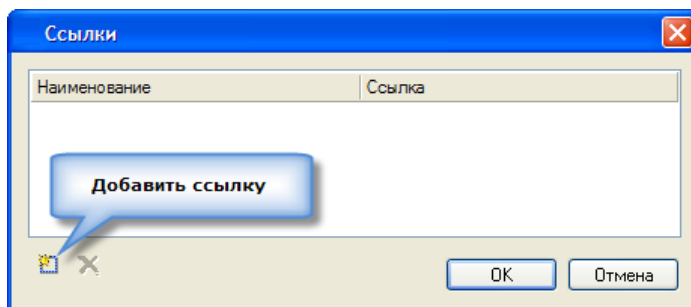 Ссылки
Наименование Ссылка
Добавить ссылку
OK Отмена